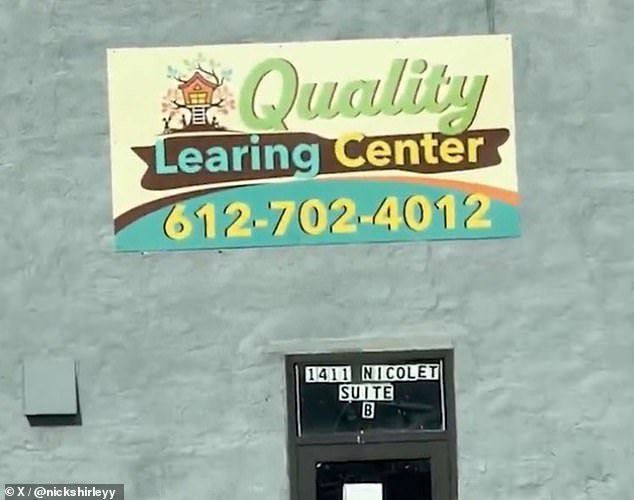 Quality
Learing Center
612-702-4012
1411 NICOLET
SUITE
B
© X / @nickshirleyy